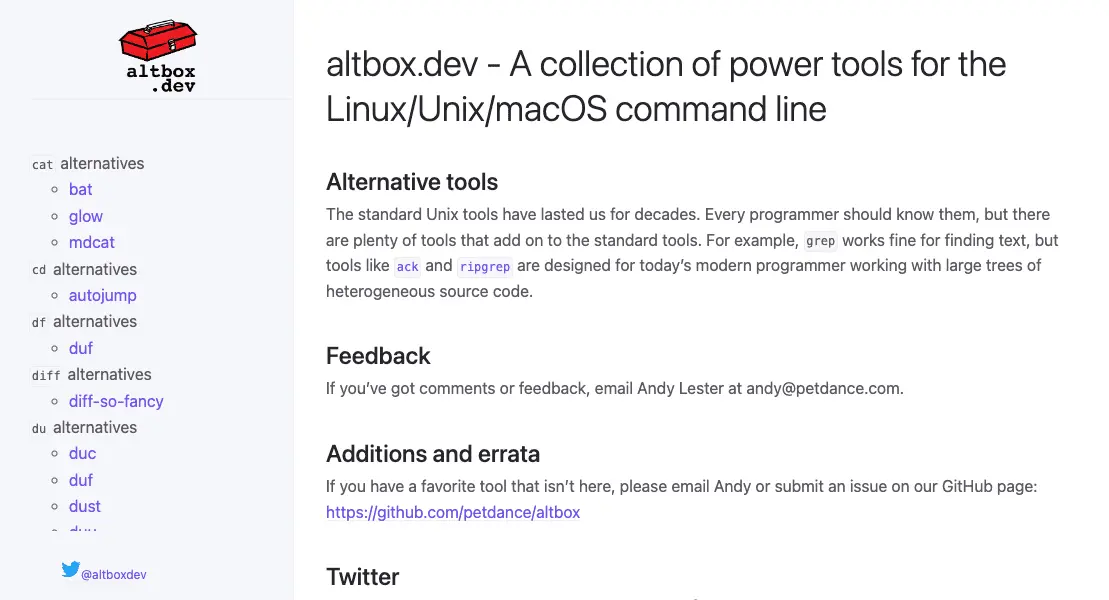 altbox
.dev
cat alternatives
bat
glow
mdcat
cd alternatives
autojump
df alternatives
duf
diff alternatives
diff-so-fancy
du alternatives
duc
duf
dust
@altboxdev
altbox.dev - A collection of power tools for the
Linux/Unix/macOS command line
Alternative tools
The standard Unix tools have lasted us for decades. Every programmer should know them, but there
are plenty of tools that add on to the standard tools. For example, grep works fine for finding text, but
tools like ack and ripgrep are designed for today’s modern programmer working with large trees of
heterogeneous source code.
Feedback
If you’ve got comments or feedback, email Andy Lester at andy@petdance.com.
Additions and errata
If you have a favorite tool that isn’t here, please email Andy or submit an issue on our GitHub page:
https://github.com/petdance/altbox
Twitter